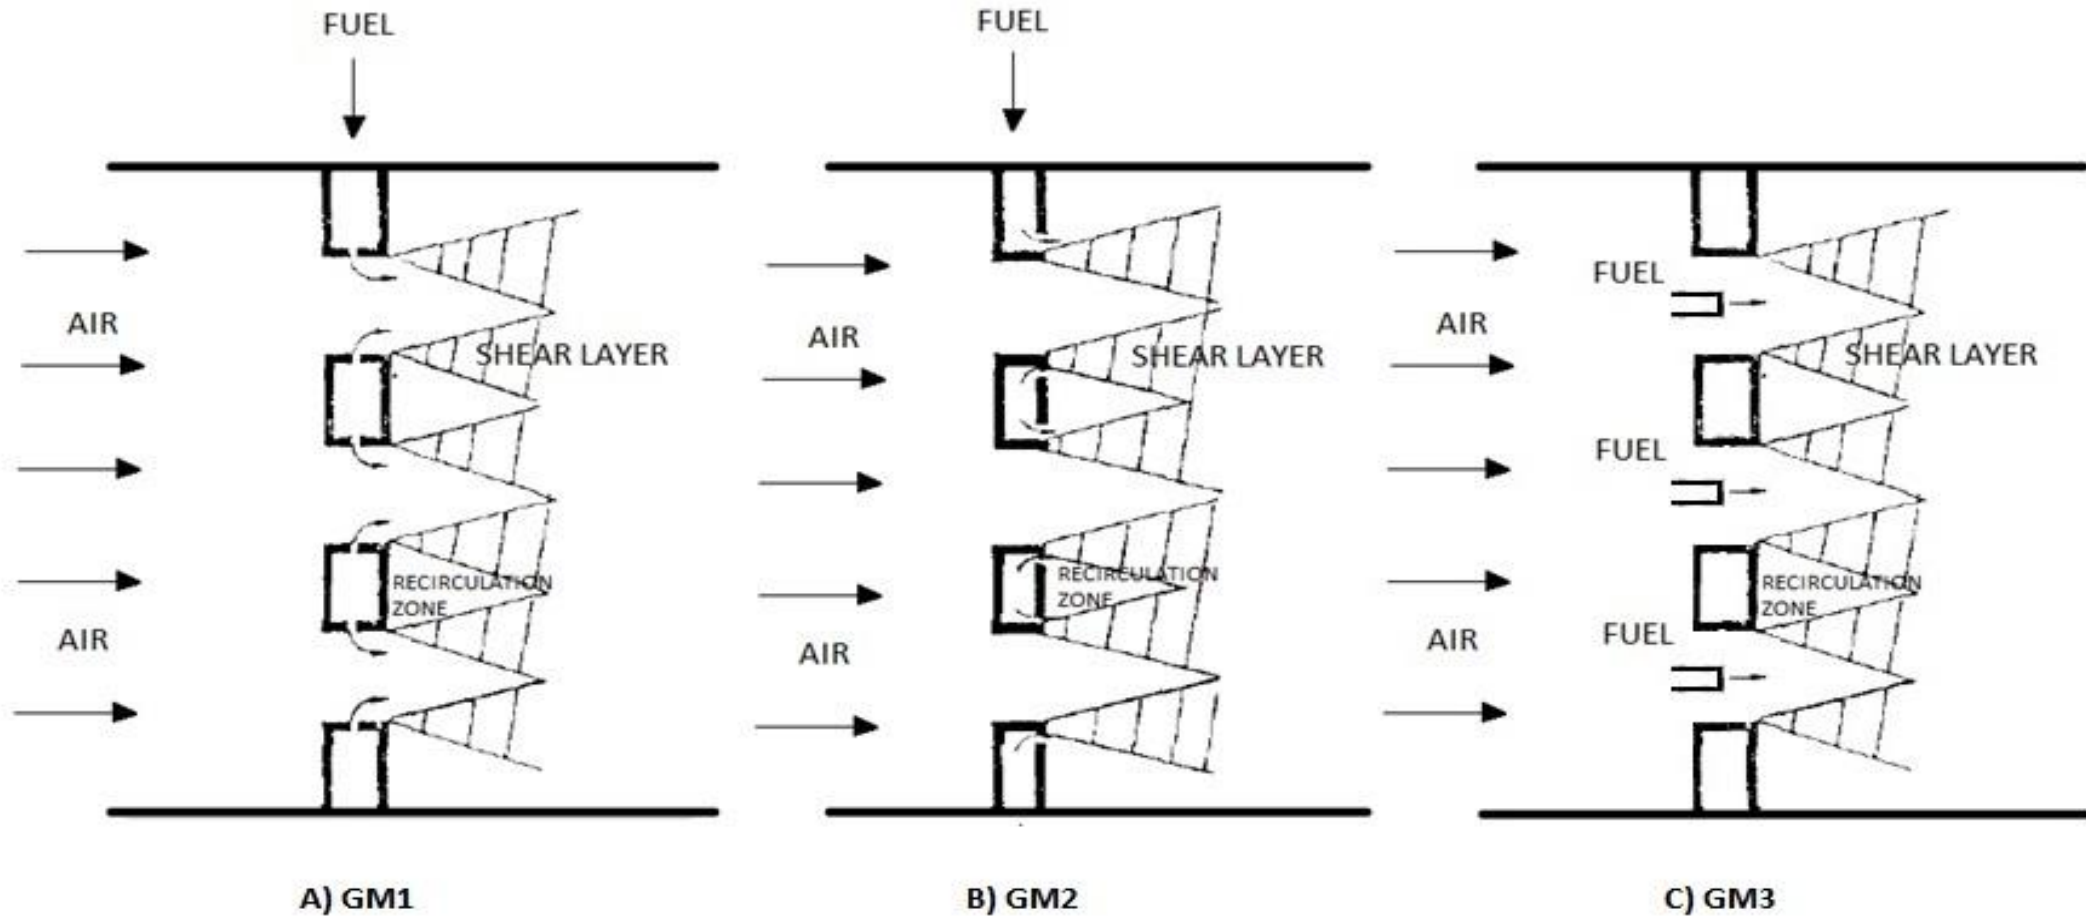 FUEL
AIR
SHEAR LAYER
RECIRCULATION
ZONE
AIR
A) GM1
FUEL
AIR
SHEAR LAYER
RECIRCULATION
ZONE
AIR
B) GM2
FUEL
AIR
SHEAR LAYER
FUEL
RECIRCULATION
ZONE
FUEL
AIR
C) GM3